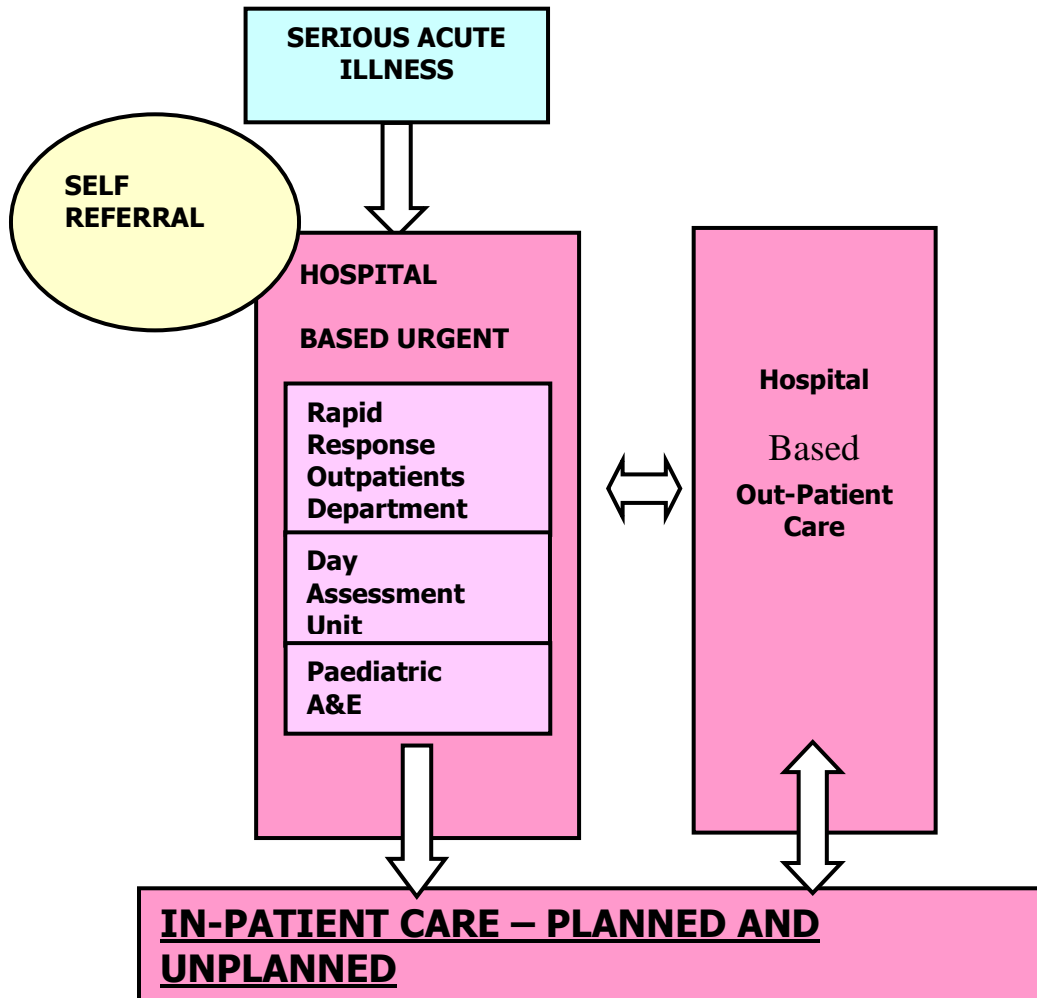 SERIOUS ACUTE
ILLNESS
SELF
REFERRAL
HOSPITAL
BASED URGENT
Rapid
Response
Outpatients
Department
Day
Assessment
Unit
Paediatric
A&E
Hospital
Based
Out-Patient
Care
IN-PATIENT CARE – PLANNED AND
UNPLANNED